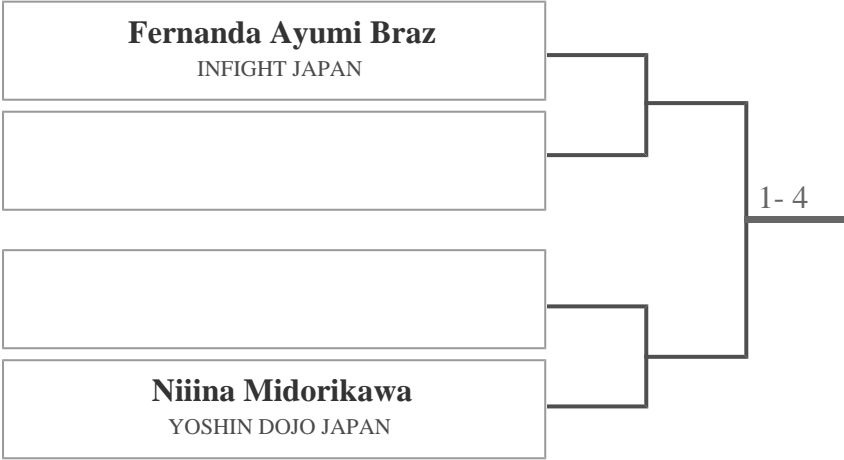 Fernanda Ayumi Braz
INFIGHT JAPAN
1- 4
Niiina Midorikawa
YOSHIN DOJO JAPAN